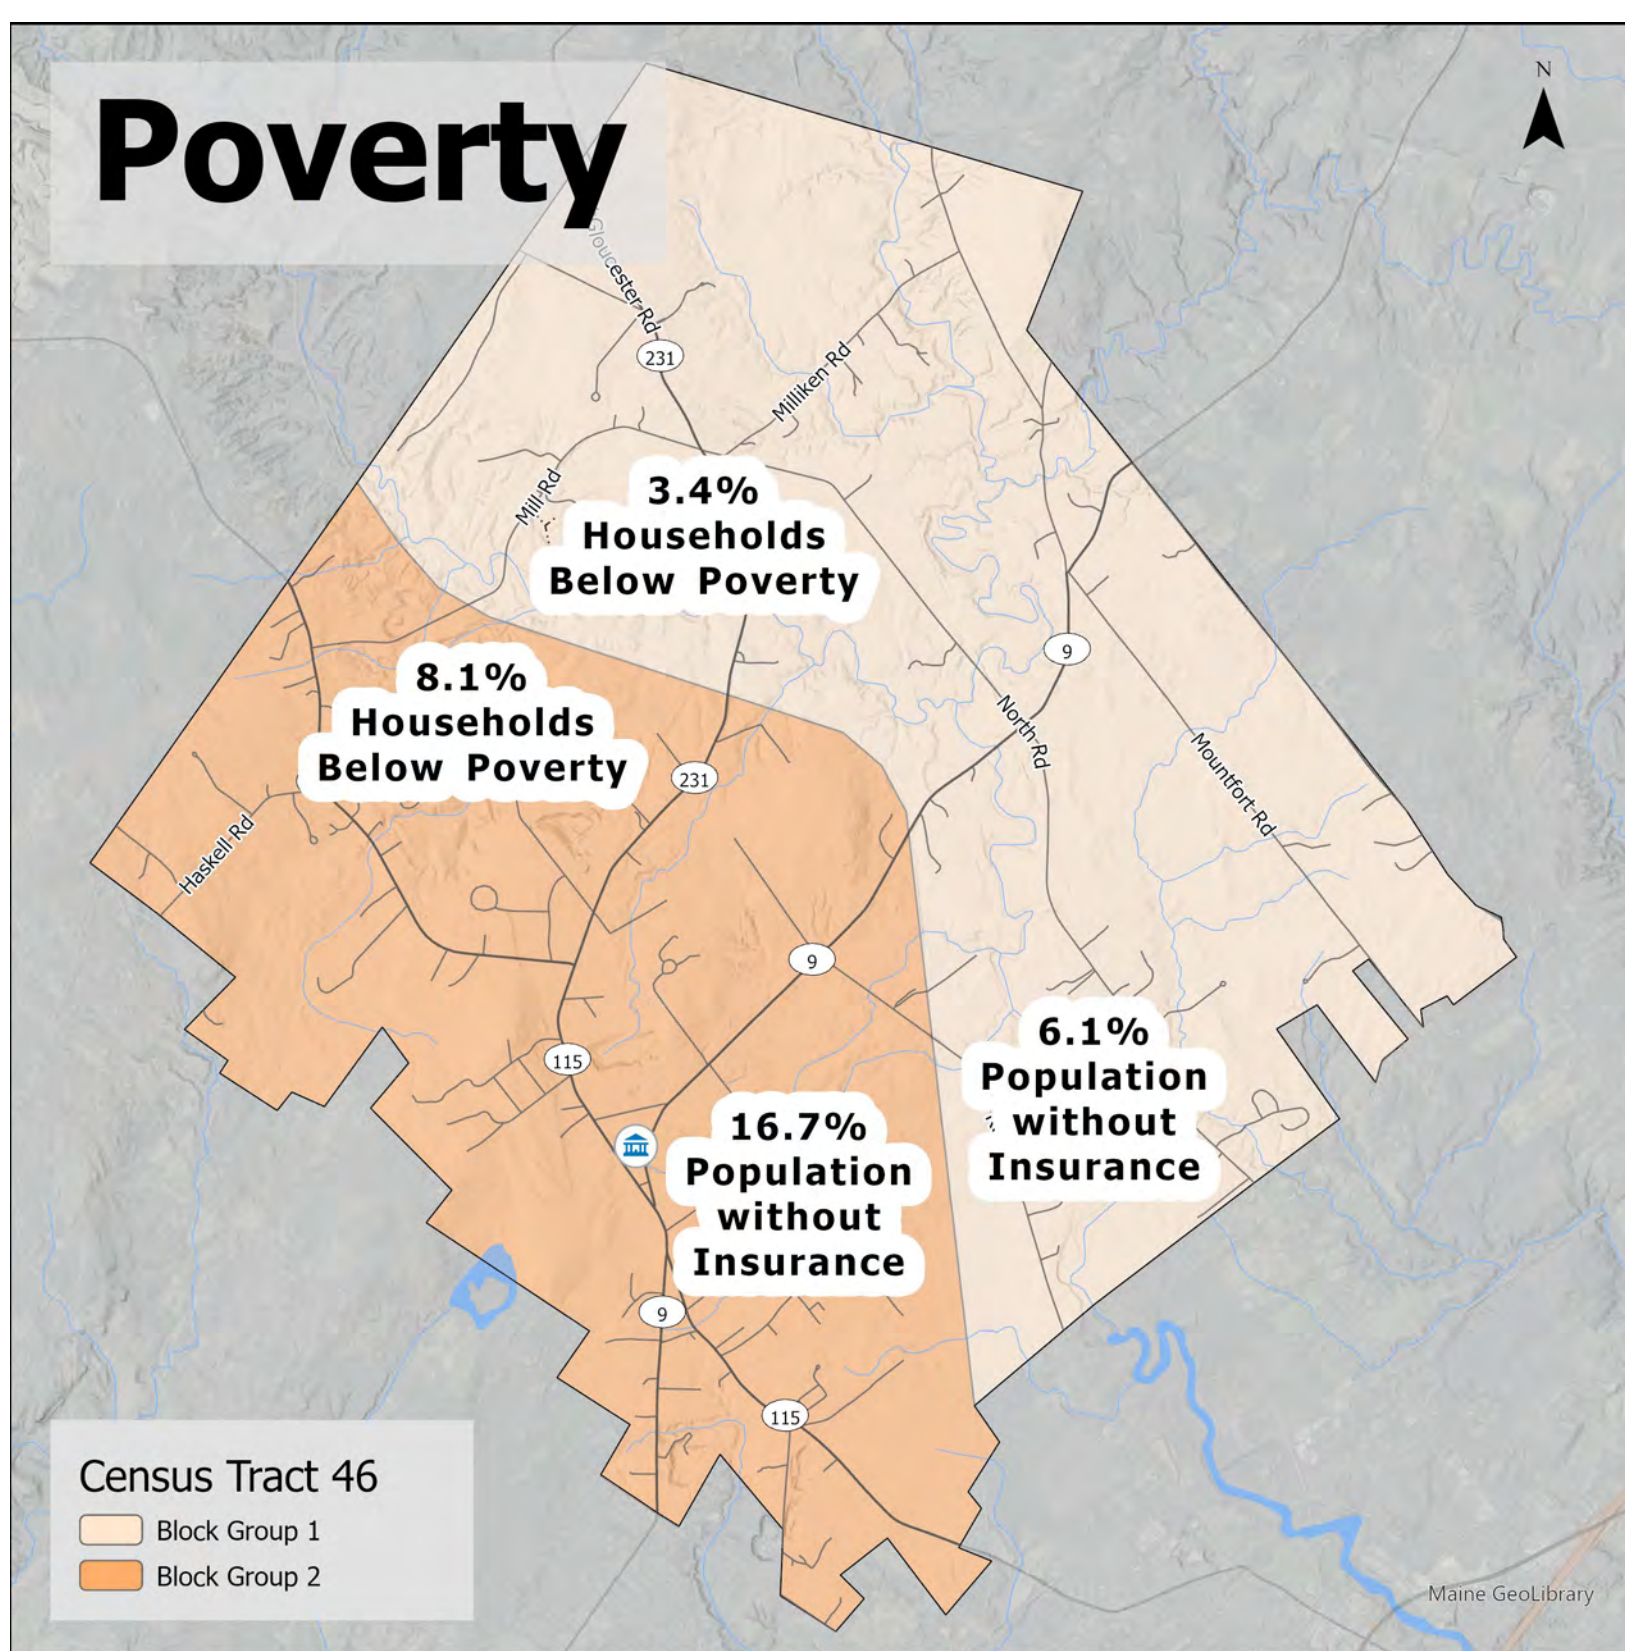 Poverty
N
Gloucester Rd
231
Milliken Rd
Mill Rd
3.4%
Households
Below Poverty
9
8.1%
Households
Below Poverty
231
North Rd
Mountfort Rd
Haskell Rd
9
115
6.1%
Population
without
Insurance
16.7%
Population
without
Insurance
9
115
Census Tract 46
Block Group 1
Block Group 2
Maine GeoLibrary